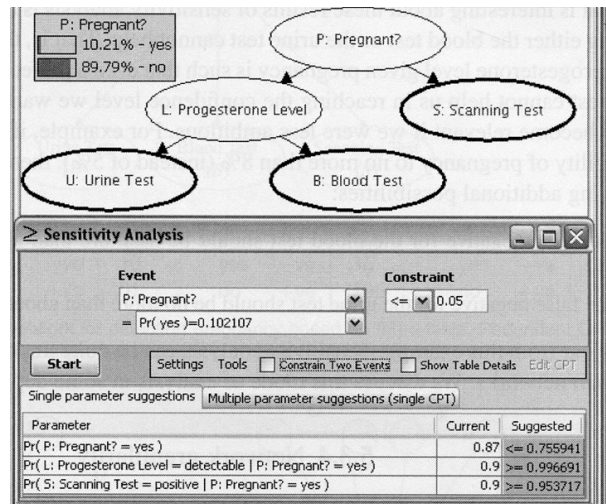 P: Pregnant?
10.21% - yes
89.79% - no
P: Pregnant?
L: Progesterone Level
S: Scanning Test
U: Urine Test
B: Blood Test
≥ Sensitivity Analysis
Event
Constraint
P: Pregnant?
<= 0.05
= Pr( yes )=0.102107
Start
Settings Tools Constrain Two Events Show Table Details Edit CPT
Single parameter suggestions Multiple parameter suggestions (single CPT)
Parameter Current Suggested
Pr( P: Pregnant? = yes ) 0.87 <= 0.755941
Pr( L: Progesterone Level = detectable | P: Pregnant? = yes ) 0.9 >= 0.996691
Pr( S: Scanning Test = positive | P: Pregnant? = yes ) 0.9 >= 0.953717